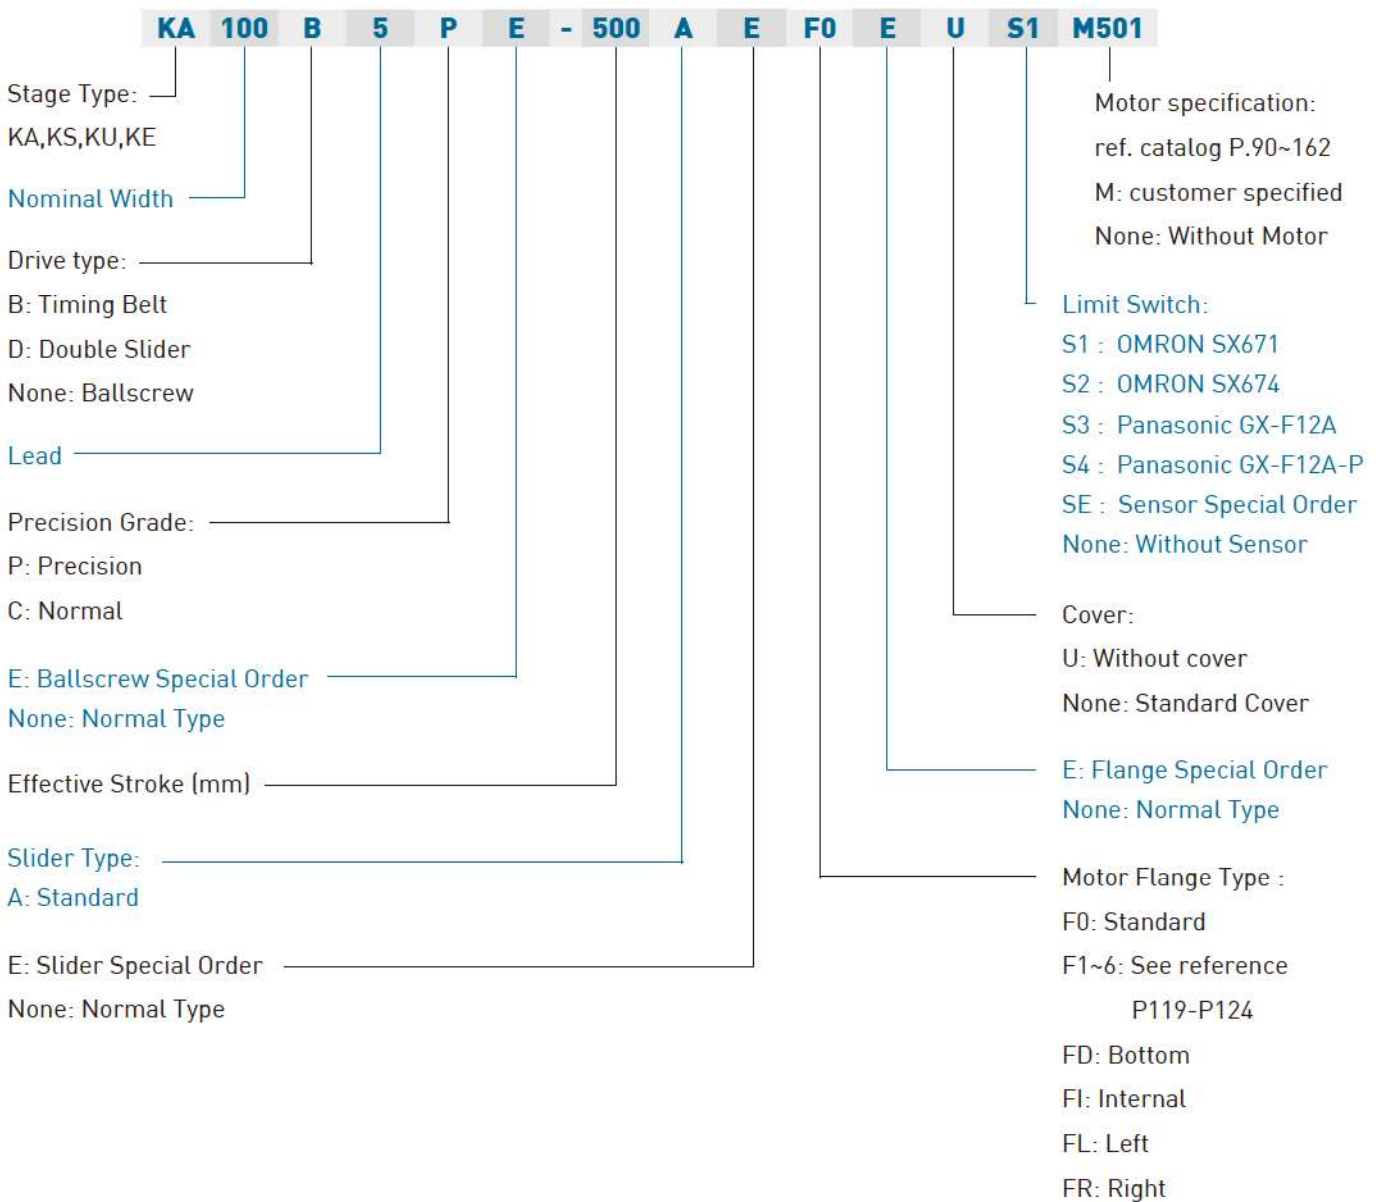 KA 100 B 5 P E - 500 A E F0 E U S1 M501
Stage Type:
KA,KS,KU,KE
Nominal Width
Drive type:
B: Timing Belt
D: Double Slider
None: Ballscrew
Lead
Precision Grade:
P: Precision
C: Normal
E: Ballscrew Special Order
None: Normal Type
Effective Stroke (mm)
Slider Type:
A: Standard
E: Slider Special Order
None: Normal Type
Motor specification:
ref. catalog P.90~162
M: customer specified
None: Without Motor
Limit Switch:
S1 : OMRON SX671
S2 : OMRON SX674
S3 : Panasonic GX-F12A
S4 : Panasonic GX-F12A-P
SE : Sensor Special Order
None: Without Sensor
Cover:
U: Without cover
None: Standard Cover
E: Flange Special Order
None: Normal Type
Motor Flange Type :
F0: Standard
F1~6: See reference
P119-P124
FD: Bottom
FI: Internal
FL: Left
FR: Right